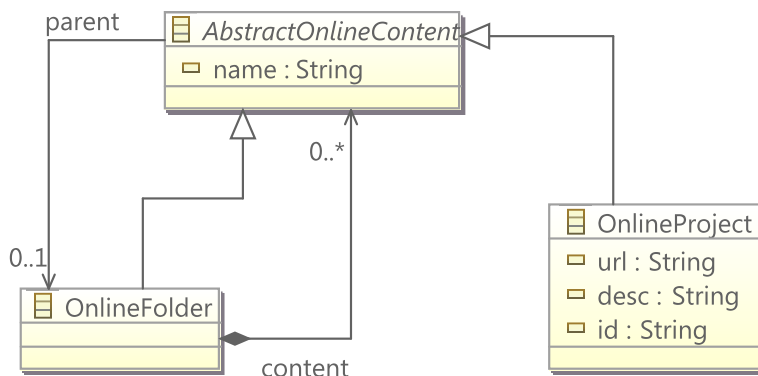 parent
AbstractOnlineContent
name : String
0..*
0..1
OnlineFolder
content
OnlineProject
url : String
desc : String
id : String